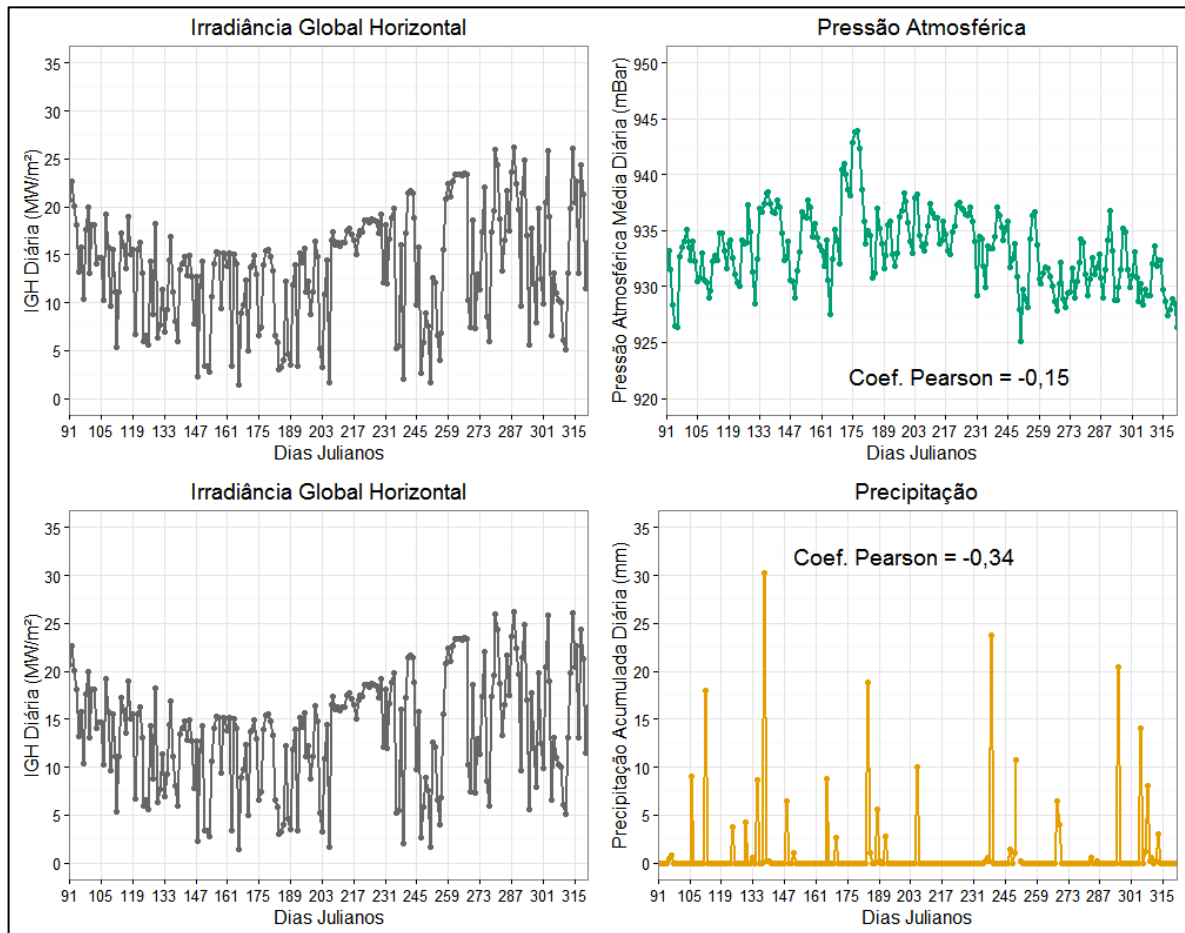 Irradiância Global Horizontal
IGH Diária (MW/m²)
35
30
25
20
15
10
5
0
91 105 119 133 147 161 175 189 203 217 231 245 259 273 287 301 315
Dias Julianos
Pressão Atmosférica
Pressão Atmosférica Média Diária (mBar)
950
945
940
935
930
925
920
Coef. Pearson = -0,15
91 105 119 133 147 161 175 189 203 217 231 245 259 273 287 301 315
Dias Julianos
Irradiância Global Horizontal
IGH Diária (MW/m²)
35
30
25
20
15
10
5
0
91 105 119 133 147 161 175 189 203 217 231 245 259 273 287 301 315
Dias Julianos
Precipitação
Precipitação Acumulada Diária (mm)
35
30
25
20
15
10
5
0
Coef. Pearson = -0,34
91 105 119 133 147 161 175 189 203 217 231 245 259 273 287 301 315
Dias Julianos